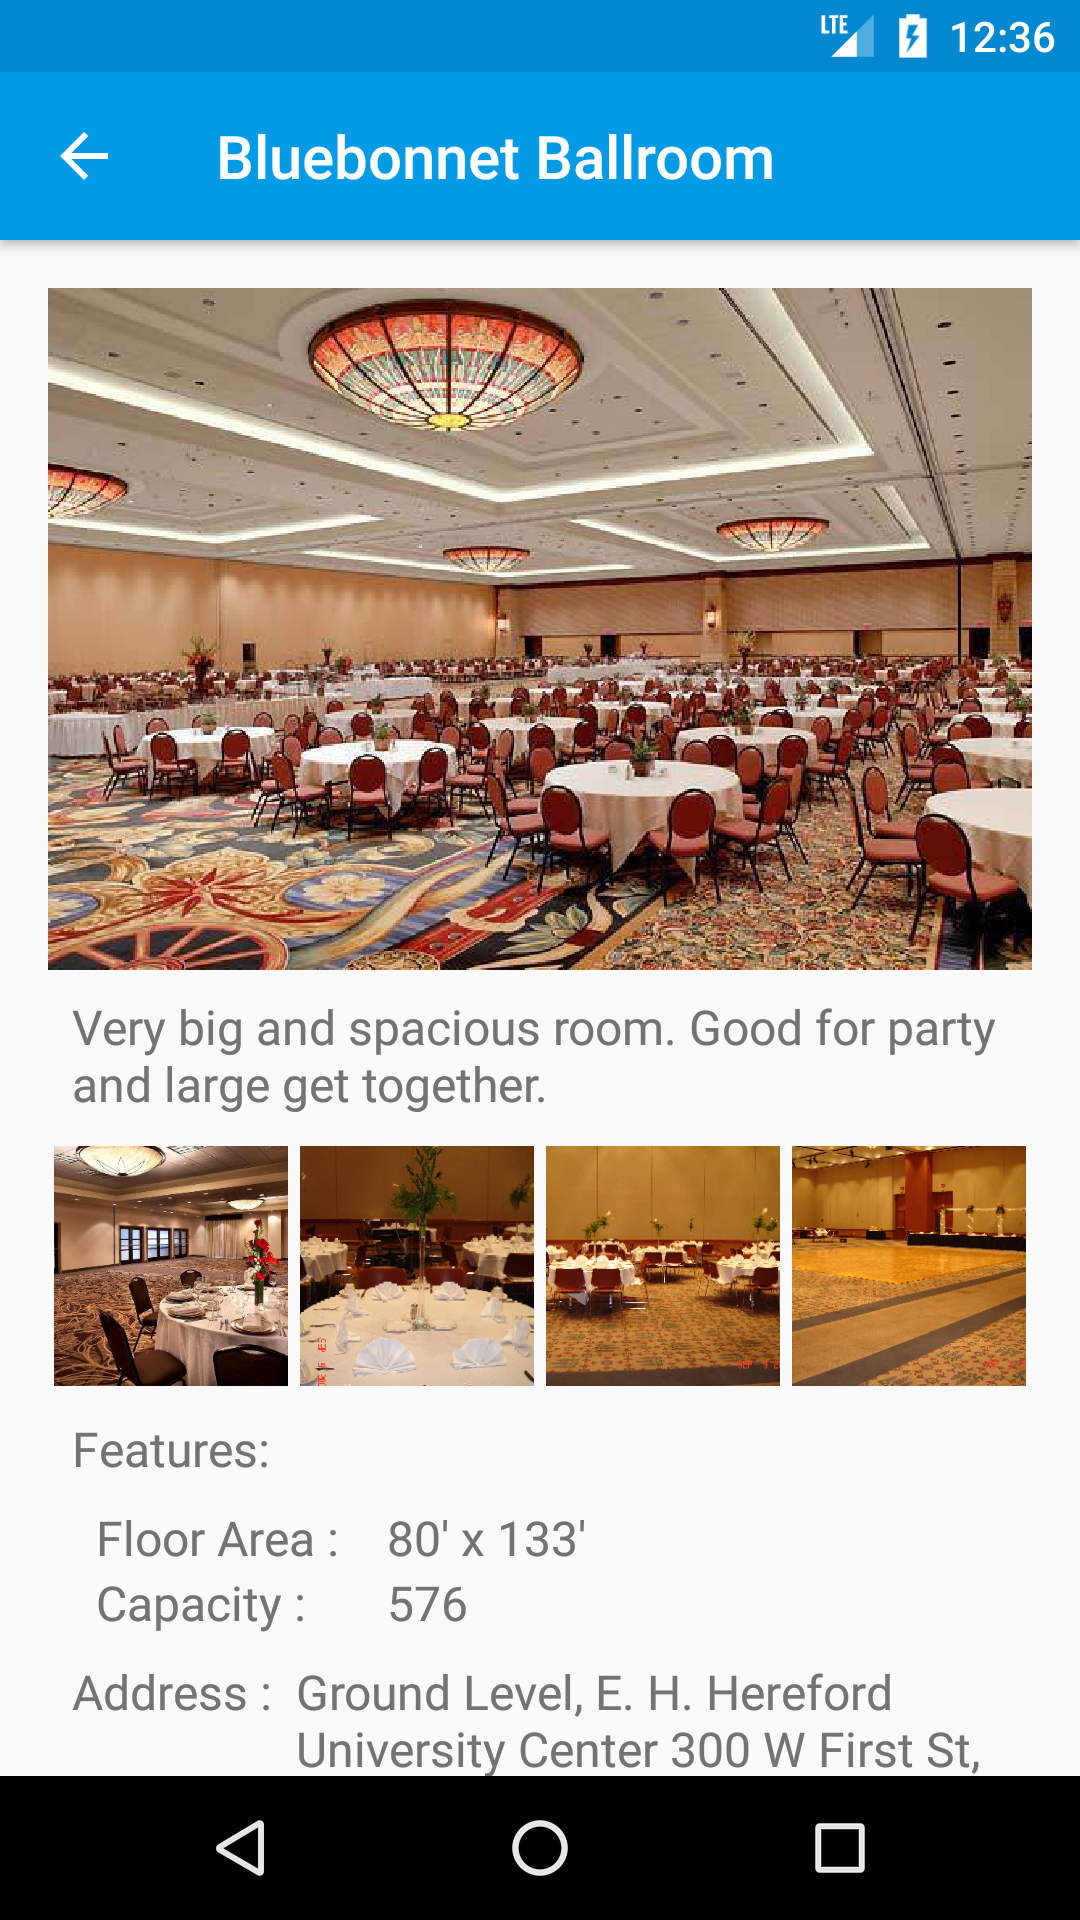 LTE 12:36
Bluebonnet Ballroom
Very big and spacious room. Good for party
and large get together.
Features:
Floor Area : 80' x 133'
Capacity : 576
Address : Ground Level, E. H. Hereford
University Center 300 W First St,